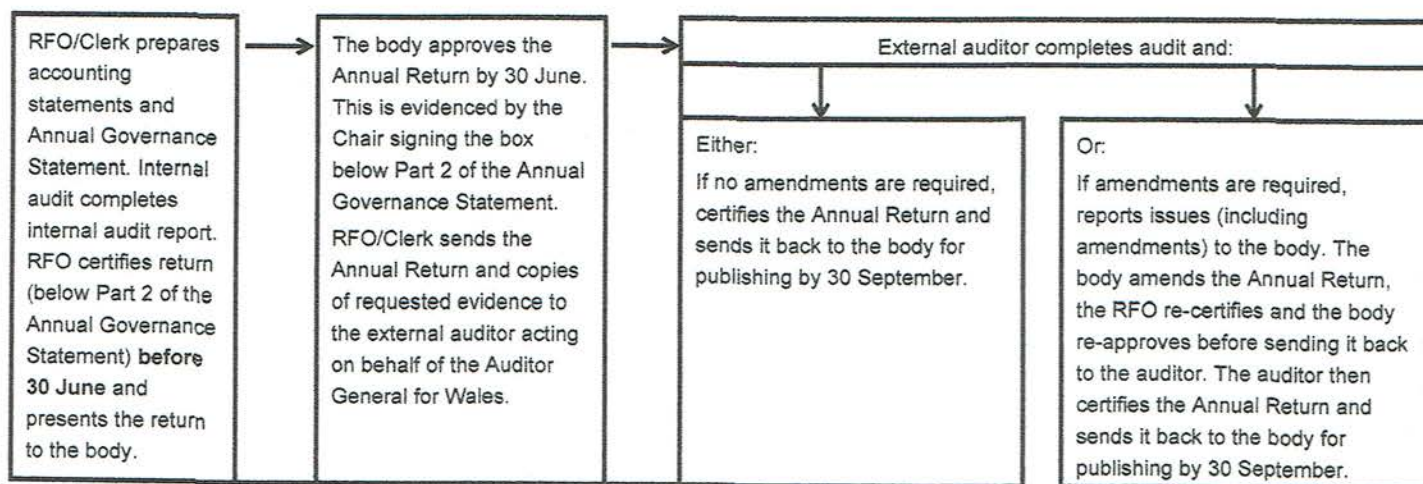 RFO/Clerk prepares
accounting
statements and
Annual Governance
Statement. Internal
audit completes
internal audit report.
RFO certifies return
(below Part 2 of the
Annual Governance
Statement) before
30 June and
presents the return
to the body.
The body approves the
Annual Return by 30 June.
This is evidenced by the
Chair signing the box
below Part 2 of the Annual
Governance Statement.
RFO/Clerk sends the
Annual Return and copies
of requested evidence to
the external auditor acting
on behalf of the Auditor
General for Wales.
External auditor completes audit and:
Either:
If no amendments are required,
certifies the Annual Return and
sends it back to the body for
publishing by 30 September.
Or:
If amendments are required,
reports issues (including
amendments) to the body. The
body amends the Annual Return,
the RFO re-certifies and the body
re-approves before sending it back
to the auditor. The auditor then
certifies the Annual Return and
sends it back to the body for
publishing by 30 September.